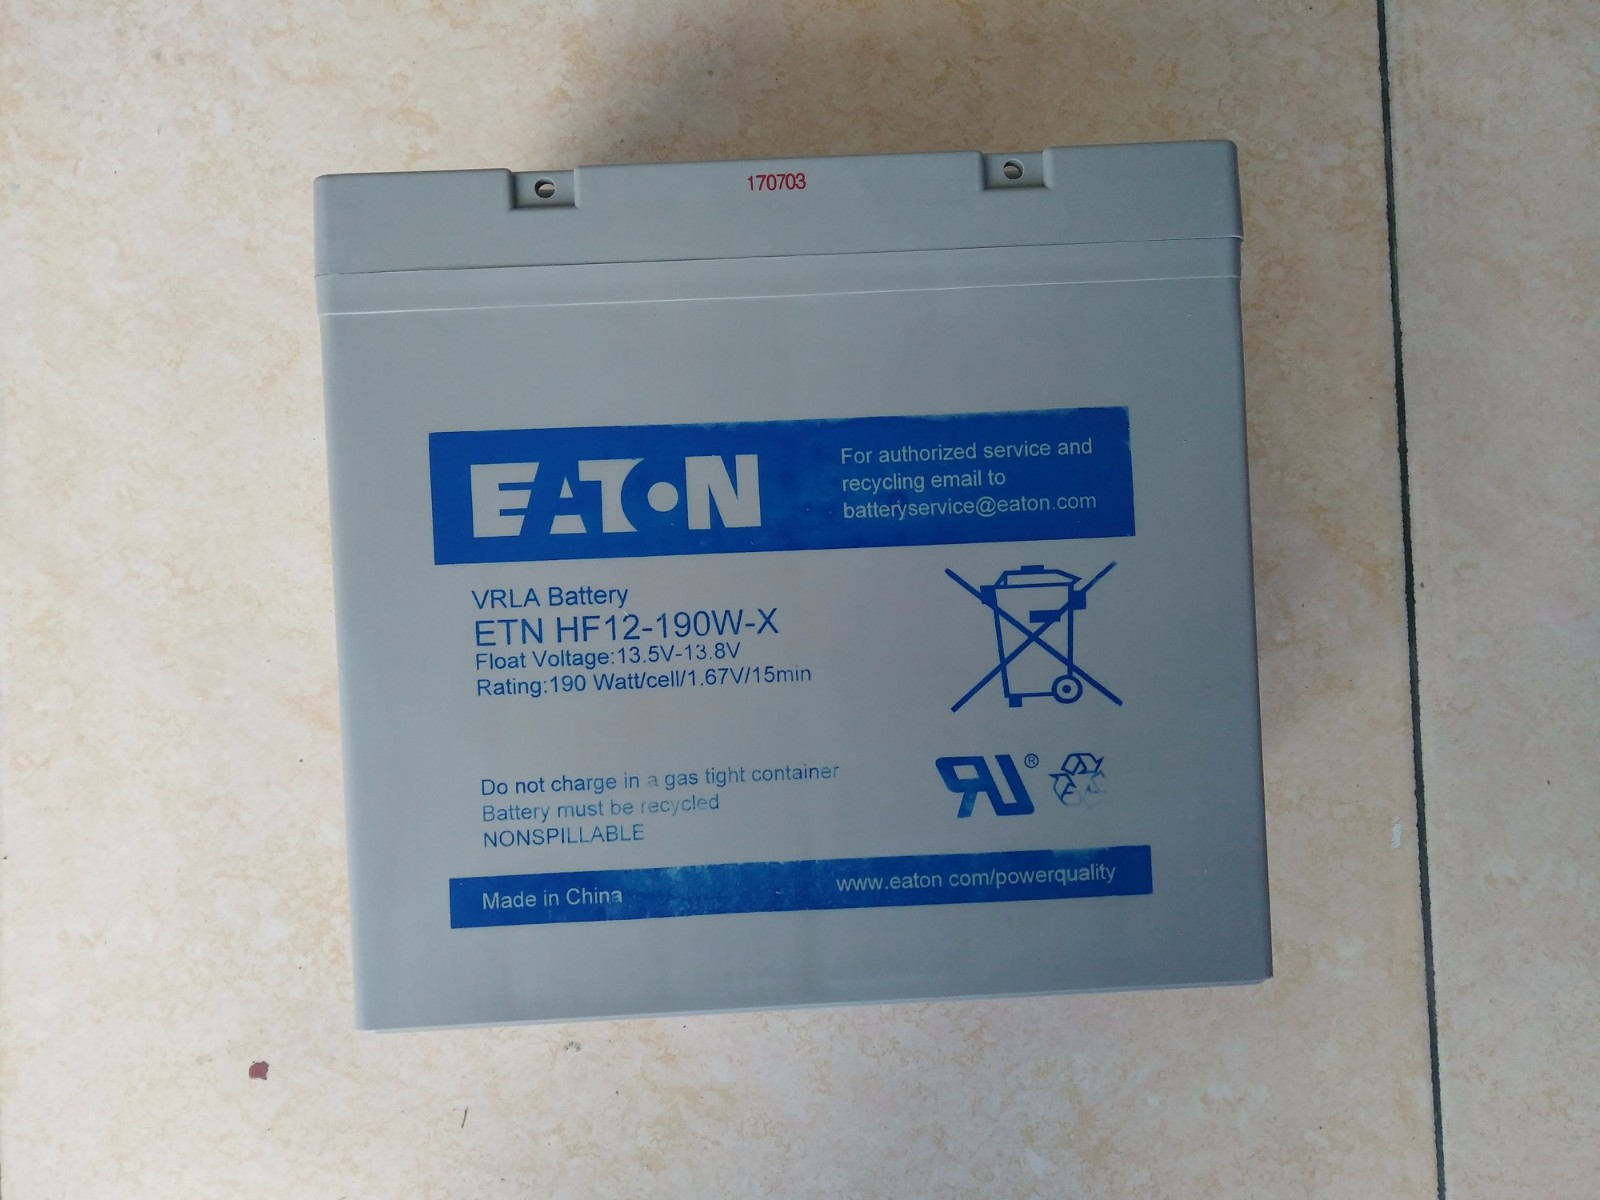 170703
EATON
For authorized service and
recycling email to
batteryservice@eaton.com
VRLA Battery
ETN HF12-190W-X
Float Voltage:13.5V-13.8V
Rating:190 Watt/cell/1.67V/15min
Do not charge in a gas tight container
Battery must be recycled
NONSPILLABLE
Made in China
www.eaton com/powerquality